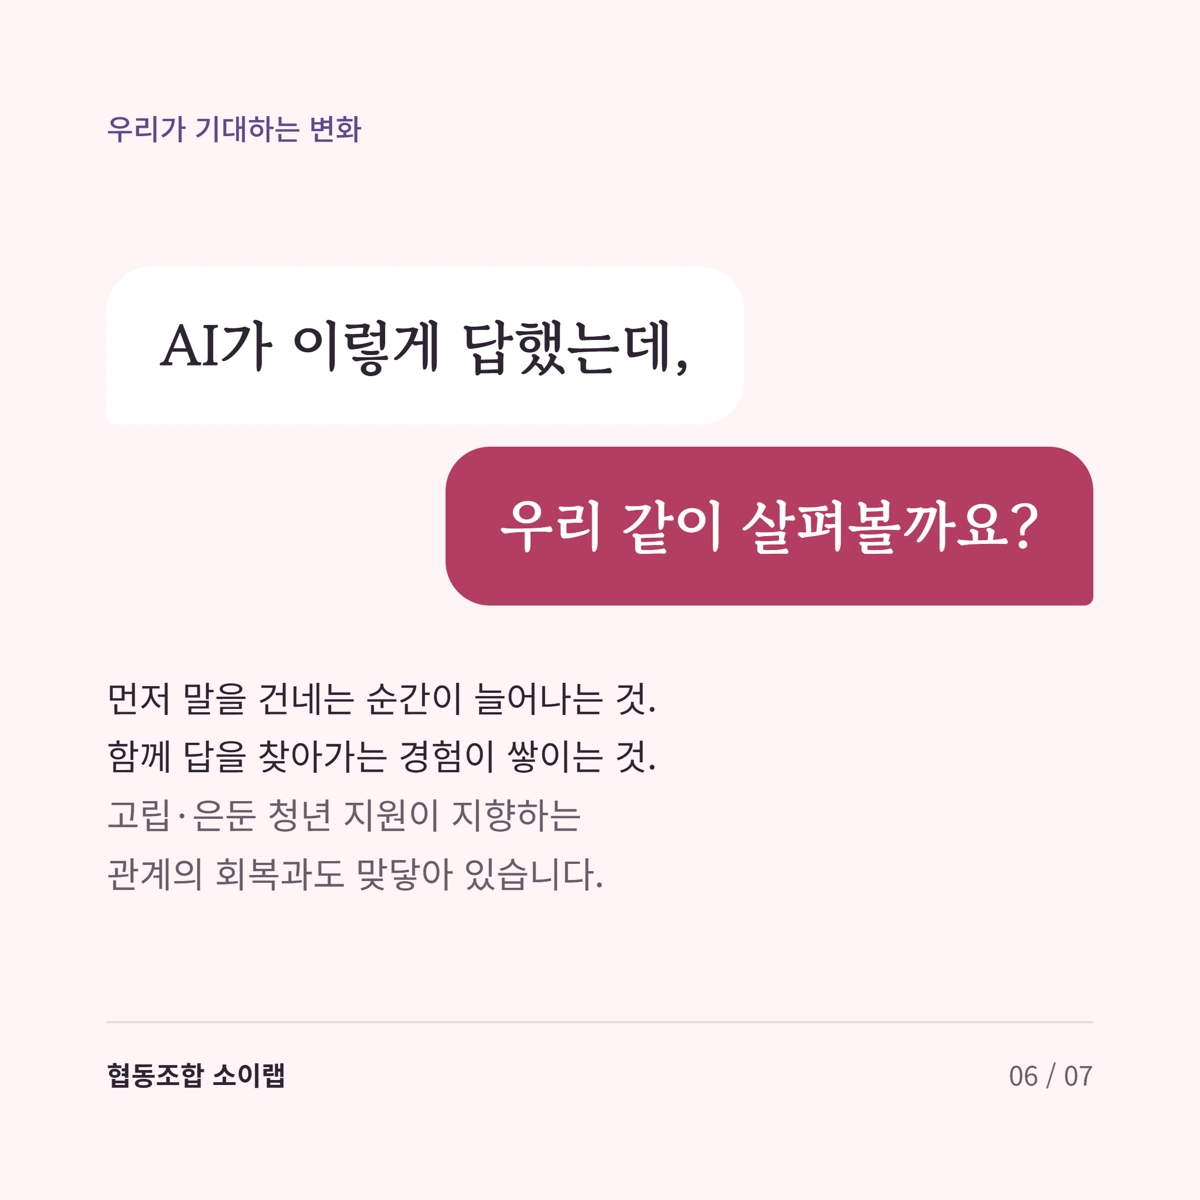 우리가 기대하는 변화
AI가 이렇게 답했는데,
우리 같이 살펴볼까요?
먼저 말을 건네는 순간이 늘어나는 것.
함께 답을 찾아가는 경험이 쌓이는 것.
고립·은둔 청년 지원이 지향하는
관계의 회복과도 맞닿아 있습니다.
협동조합 소이랩
06 / 07